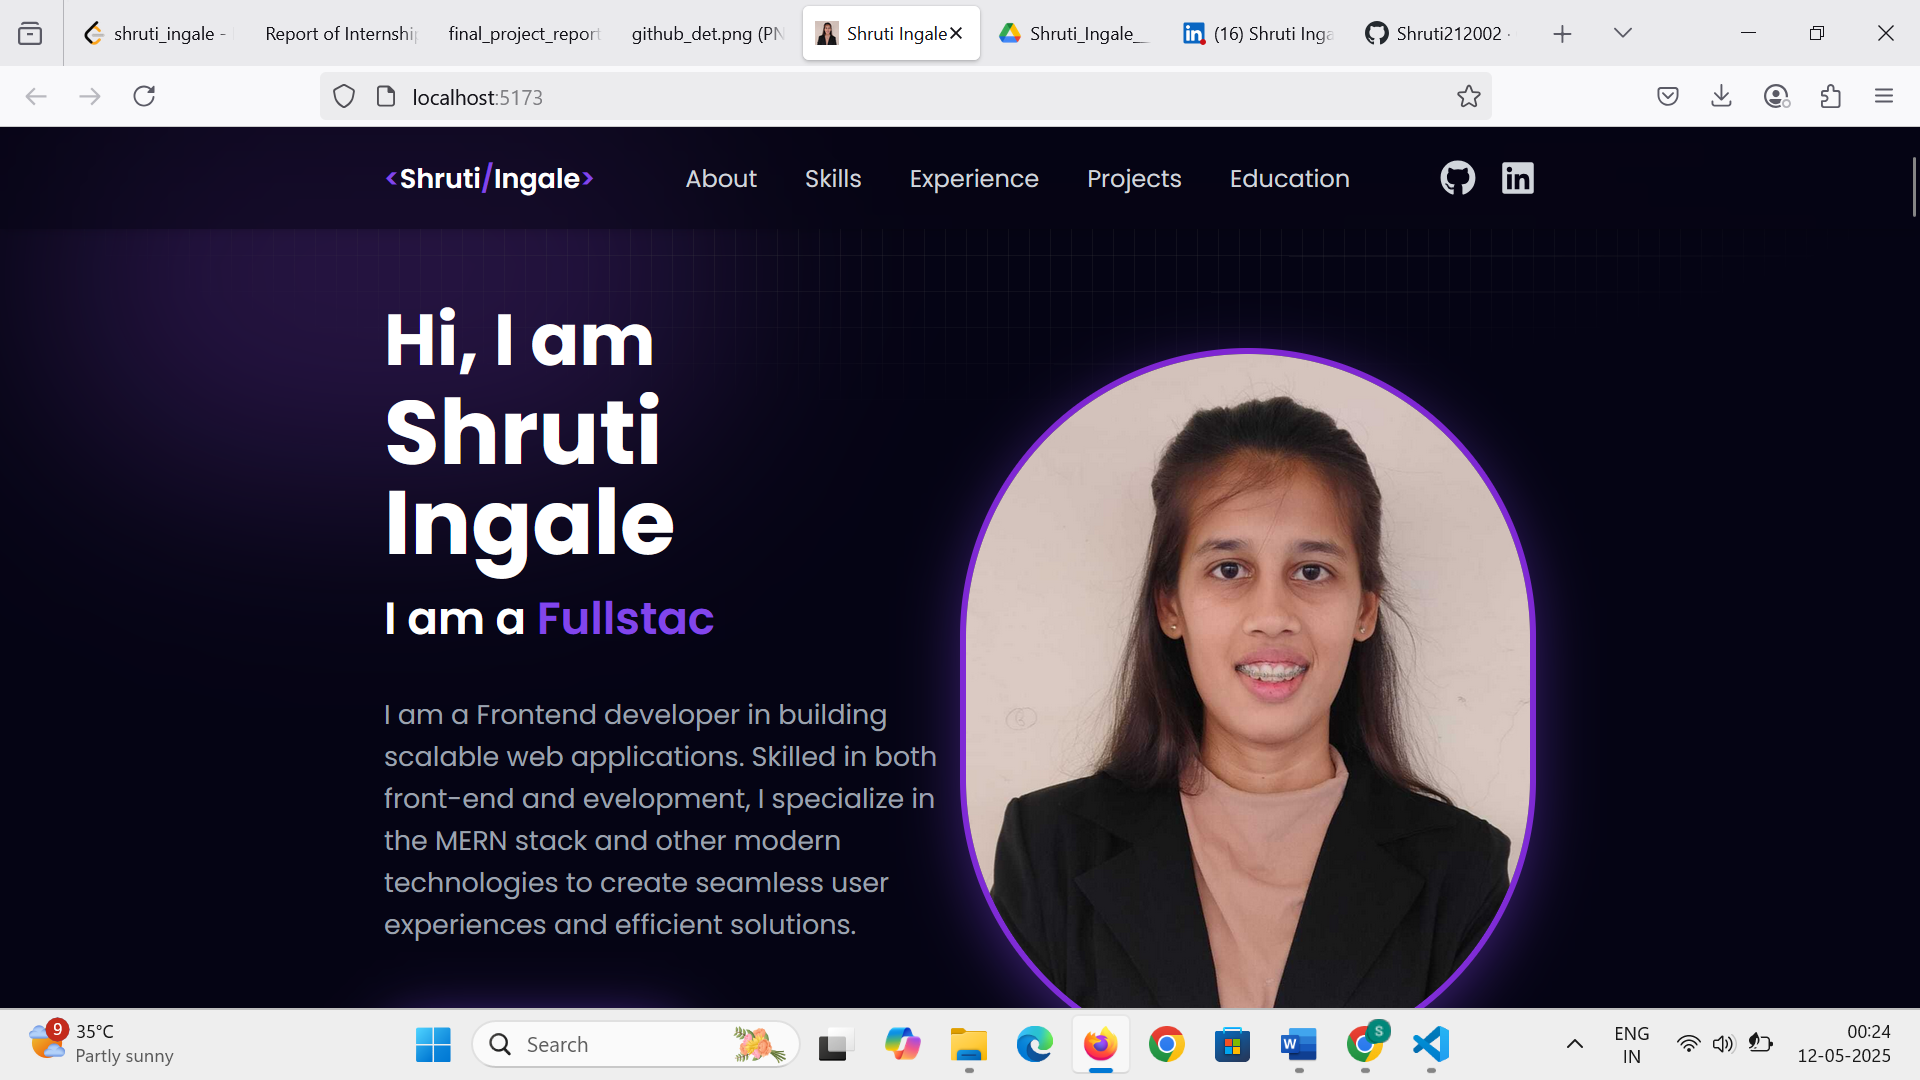 shruti_ingale -
Report of Internshi
final_project_report
github_det.png (PN
Shruti Ingale
Shruti_Ingale_
(16) Shruti Inga
Shruti212002 ·
localhost:5173
<Shruti/Ingale>
About
Skills
Experience
Projects
Education
in
Hi, I am
Shruti
Ingale
I am a Fullstac
I am a Frontend developer in building
scalable web applications. Skilled in both
front-end and evelopment, I specialize in
the MERN stack and other modern
technologies to create seamless user
experiences and efficient solutions.
9
35°C
Partly sunny
Search
W
S
ENG
IN
00:24
12-05-2025